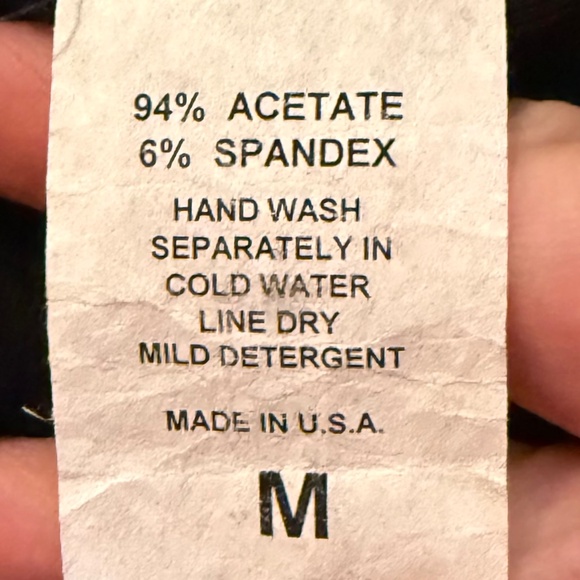 94% ACETATE
6% SPANDEX
HAND WASH
SEPARATELY IN
COLD WATER
LINE DRY
MILD DETERGENT
MADE IN U.S.A.
M